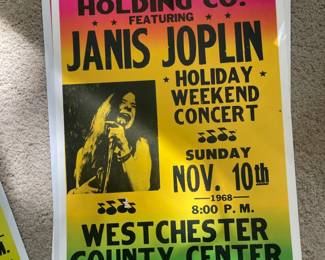 HOLDING CO.
FEATURING
JANIS JOPLIN
HOLIDAY
WEEKEND
CONCERT
SUNDAY
NOV. 10th
1968
8:00 P. M.
WESTCHESTER
COUNTY CENTER
M.